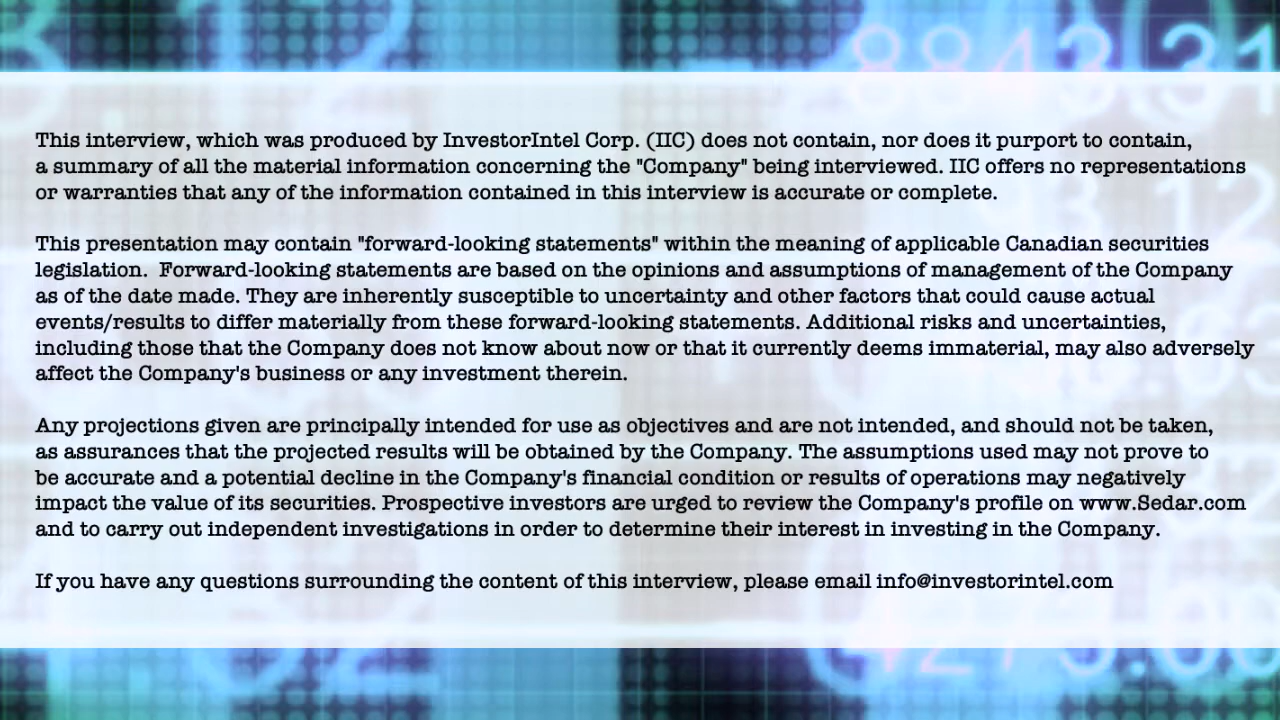 8843.31
This interview, which was produced by InvestorIntel Corp. (IIC) does not contain, nor does it purport to contain,
a summary of all the material information concerning the "Company" being interviewed. IIC offers no representations
or warranties that any of the information contained in this interview is accurate or complete.
This presentation may contain "forward-looking statements" within the meaning of applicable Canadian securities
legislation.  Forward-looking statements are based on the opinions and assumptions of management of the Company
as of the date made. They are inherently susceptible to uncertainty and other factors that could cause actual
events/results to differ materially from these forward-looking statements. Additional risks and uncertainties,
including those that the Company does not know about now or that it currently deems immaterial, may also adversely
affect the Company's business or any investment therein.
Any projections given are principally intended for use as objectives and are not intended, and should not be taken,
as assurances that the projected results will be obtained by the Company. The assumptions used may not prove to
be accurate and a potential decline in the Company's financial condition or results of operations may negatively
impact the value of its securities. Prospective investors are urged to review the Company's profile on www.Sedar.com
and to carry out independent investigations in order to determine their interest in investing in the Company.
If you have any questions surrounding the content of this interview, please email info@investorintel.com